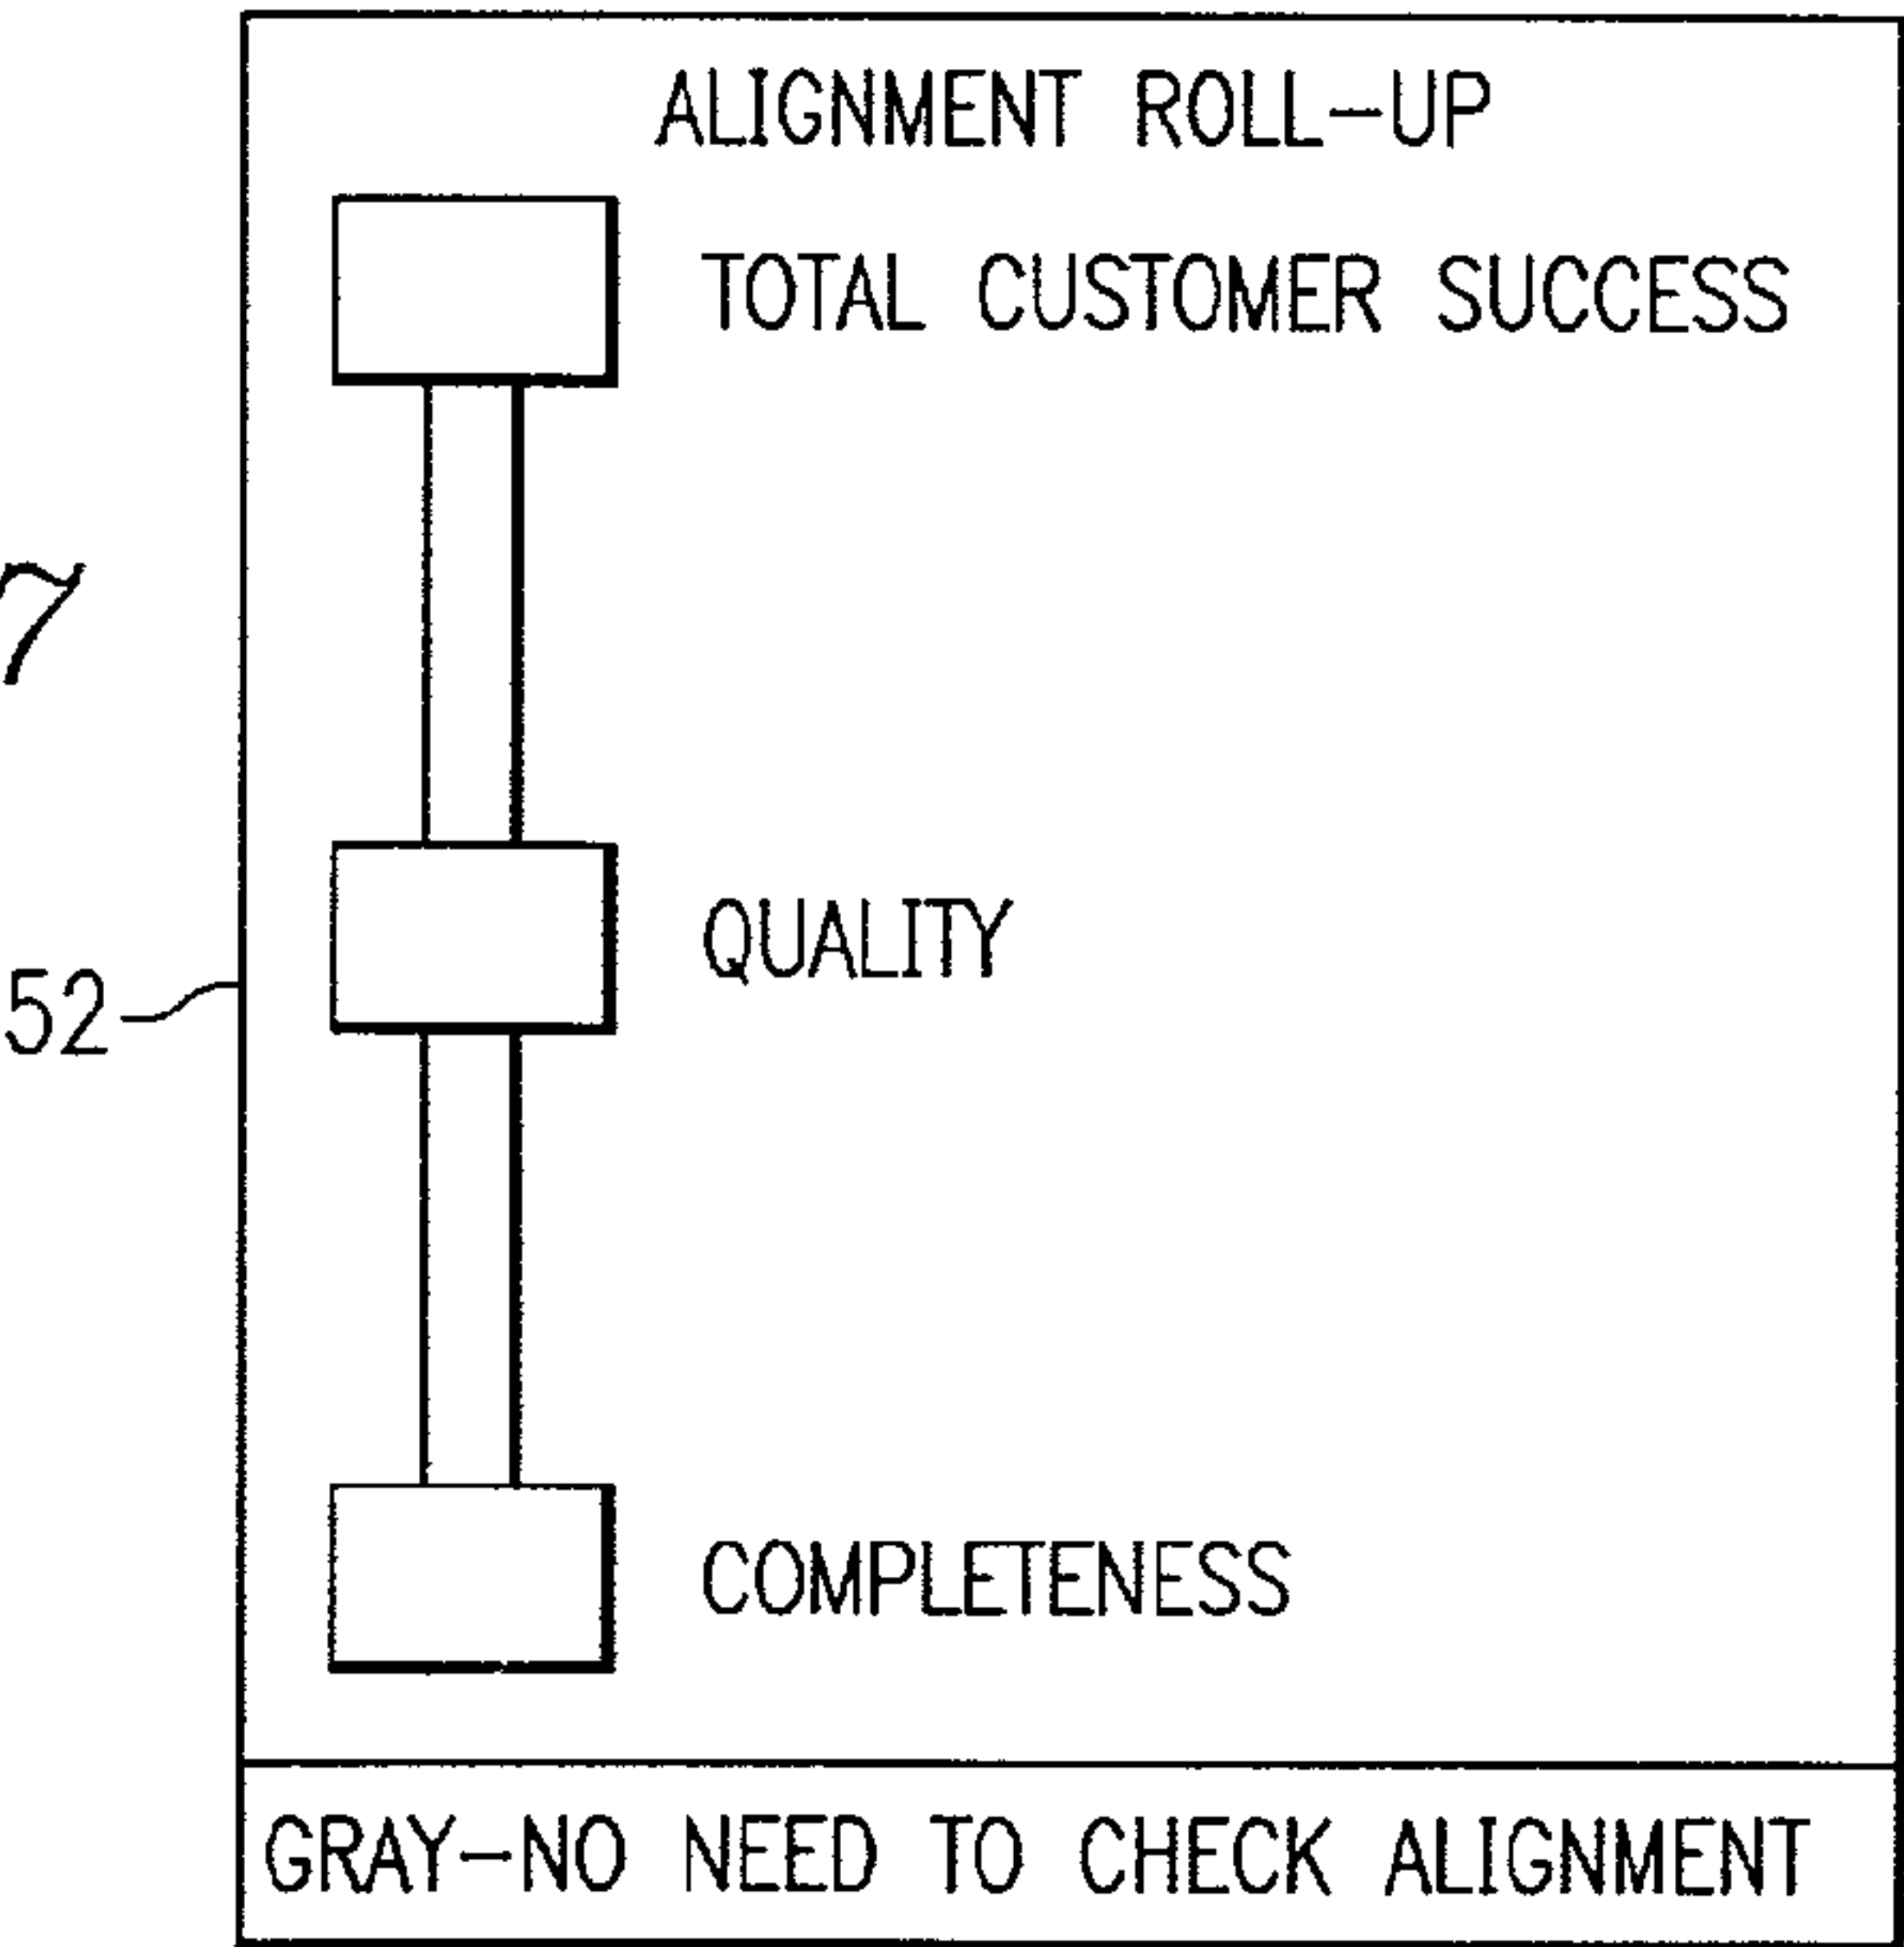 ALIGNMENT ROLL-UP
TOTAL CUSTOMER SUCCESS
7
QUALITY
52
COMPLETENESS
GRAY-NO NEED TO CHECK ALIGNMENT